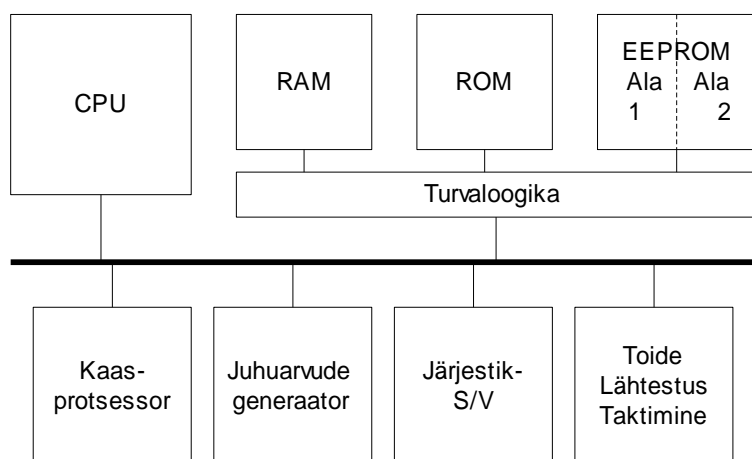 CPU
RAM
ROM
EEPROM
Ala Ala
1 2
Turvaloogika
Kaas-
protsessor
Juhuarvude
generaator
Järjestik-
S/V
Toide
Lähtestus
Taktimine